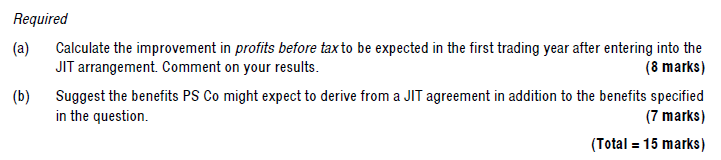 Required
(a) Calculate the improvement in profits before tax to be expected in the first trading year after entering into the
JIT arrangement. Comment on your results. (8 marks)
(b) Suggest the benefits PS Co might expect to derive from a JIT agreement in addition to the benefits specified
in the question. (7 marks)
(Total = 15 marks)